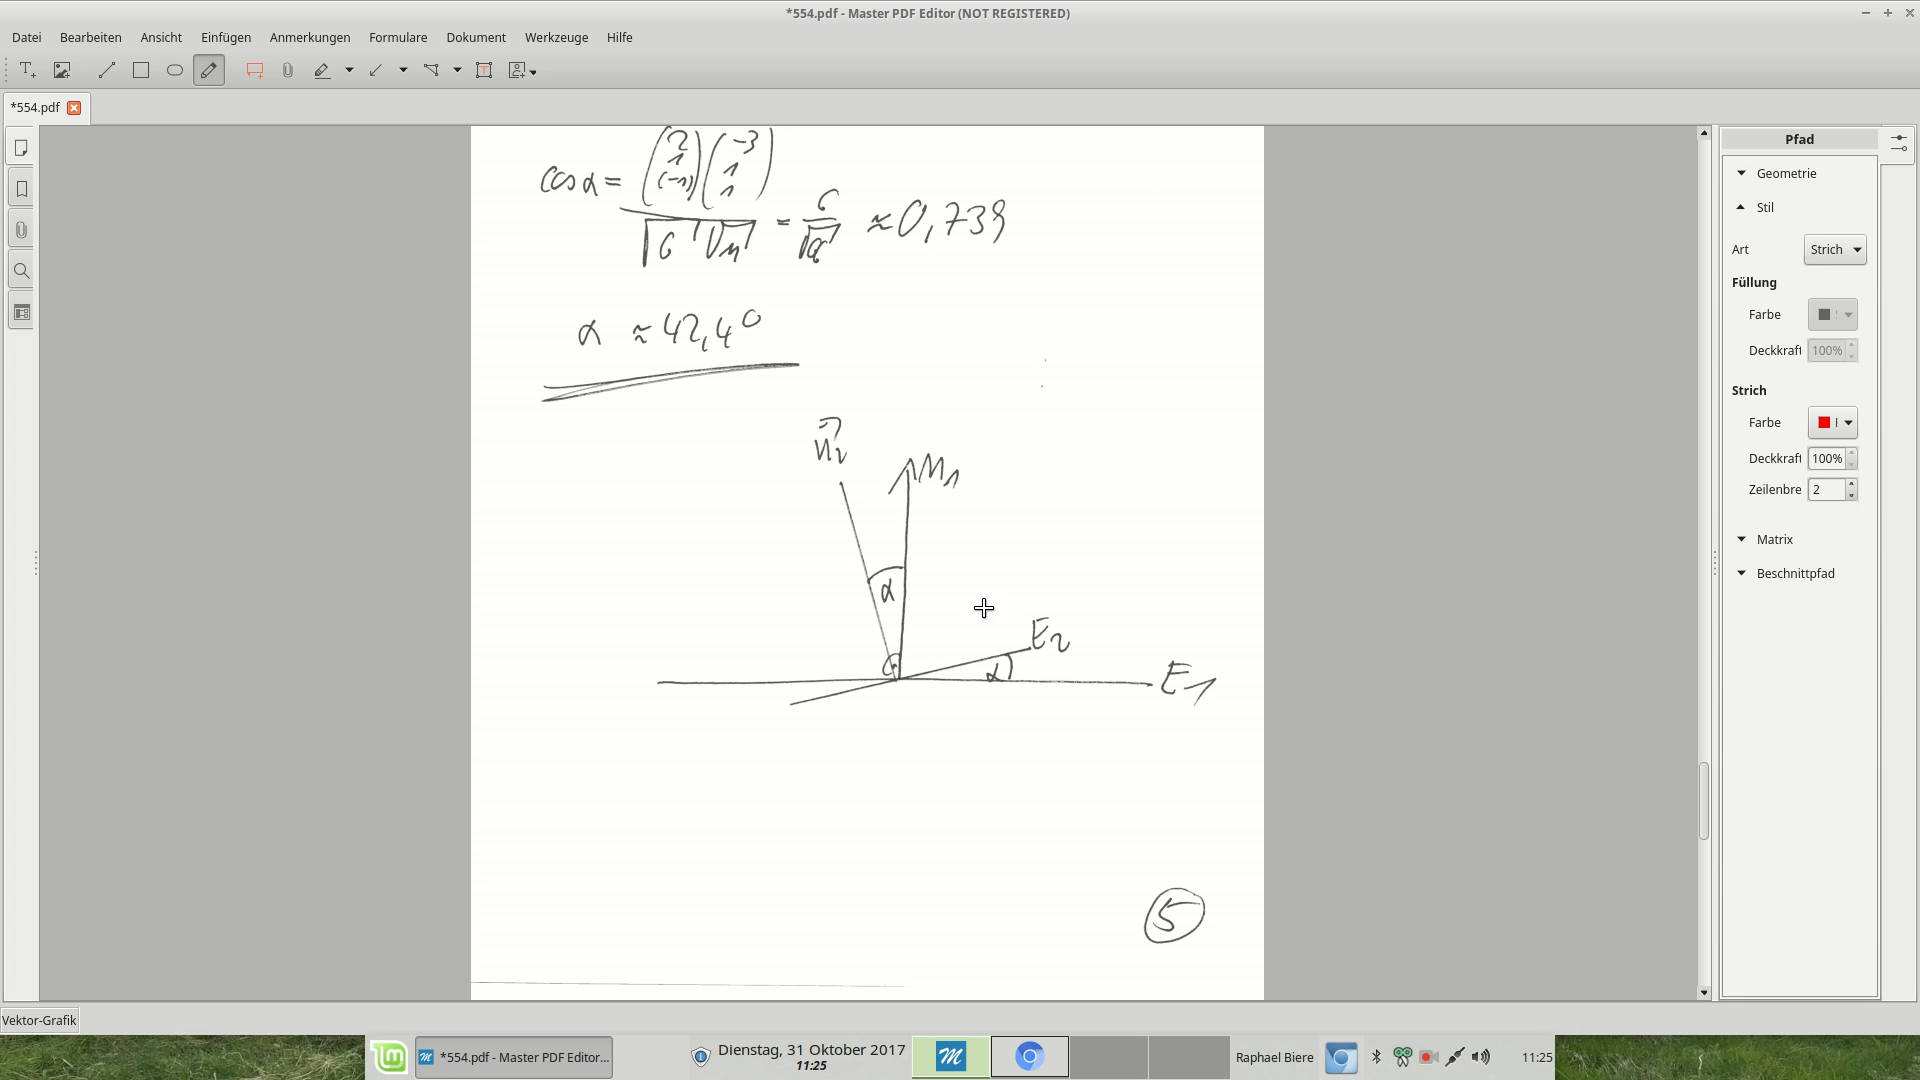 *554.pdf - Master PDF Editor (NOT REGISTERED)
Datei Bearbeiten Ansicht Einfügen Anmerkungen Formulare Dokument Werkzeuge Hilfe
*554.pdf
2 -3
1 1
(-1) 1
cos α =
= 6 ≈ 0,739
√6 √11
α ≈ 42,4°
n⃗2
n1
α
E2
α
E1
5
Pfad
Geometrie
Stil
Art Strich
Füllung
Farbe
Deckkraft 100%
Strich
Farbe
Deckkraft 100%
Zeilenbre 2
Matrix
Beschnittpfad
Vektor-Grafik
*554.pdf - Master PDF Editor...
Dienstag, 31 Oktober 2017
11:25
Raphael Biere
11:25